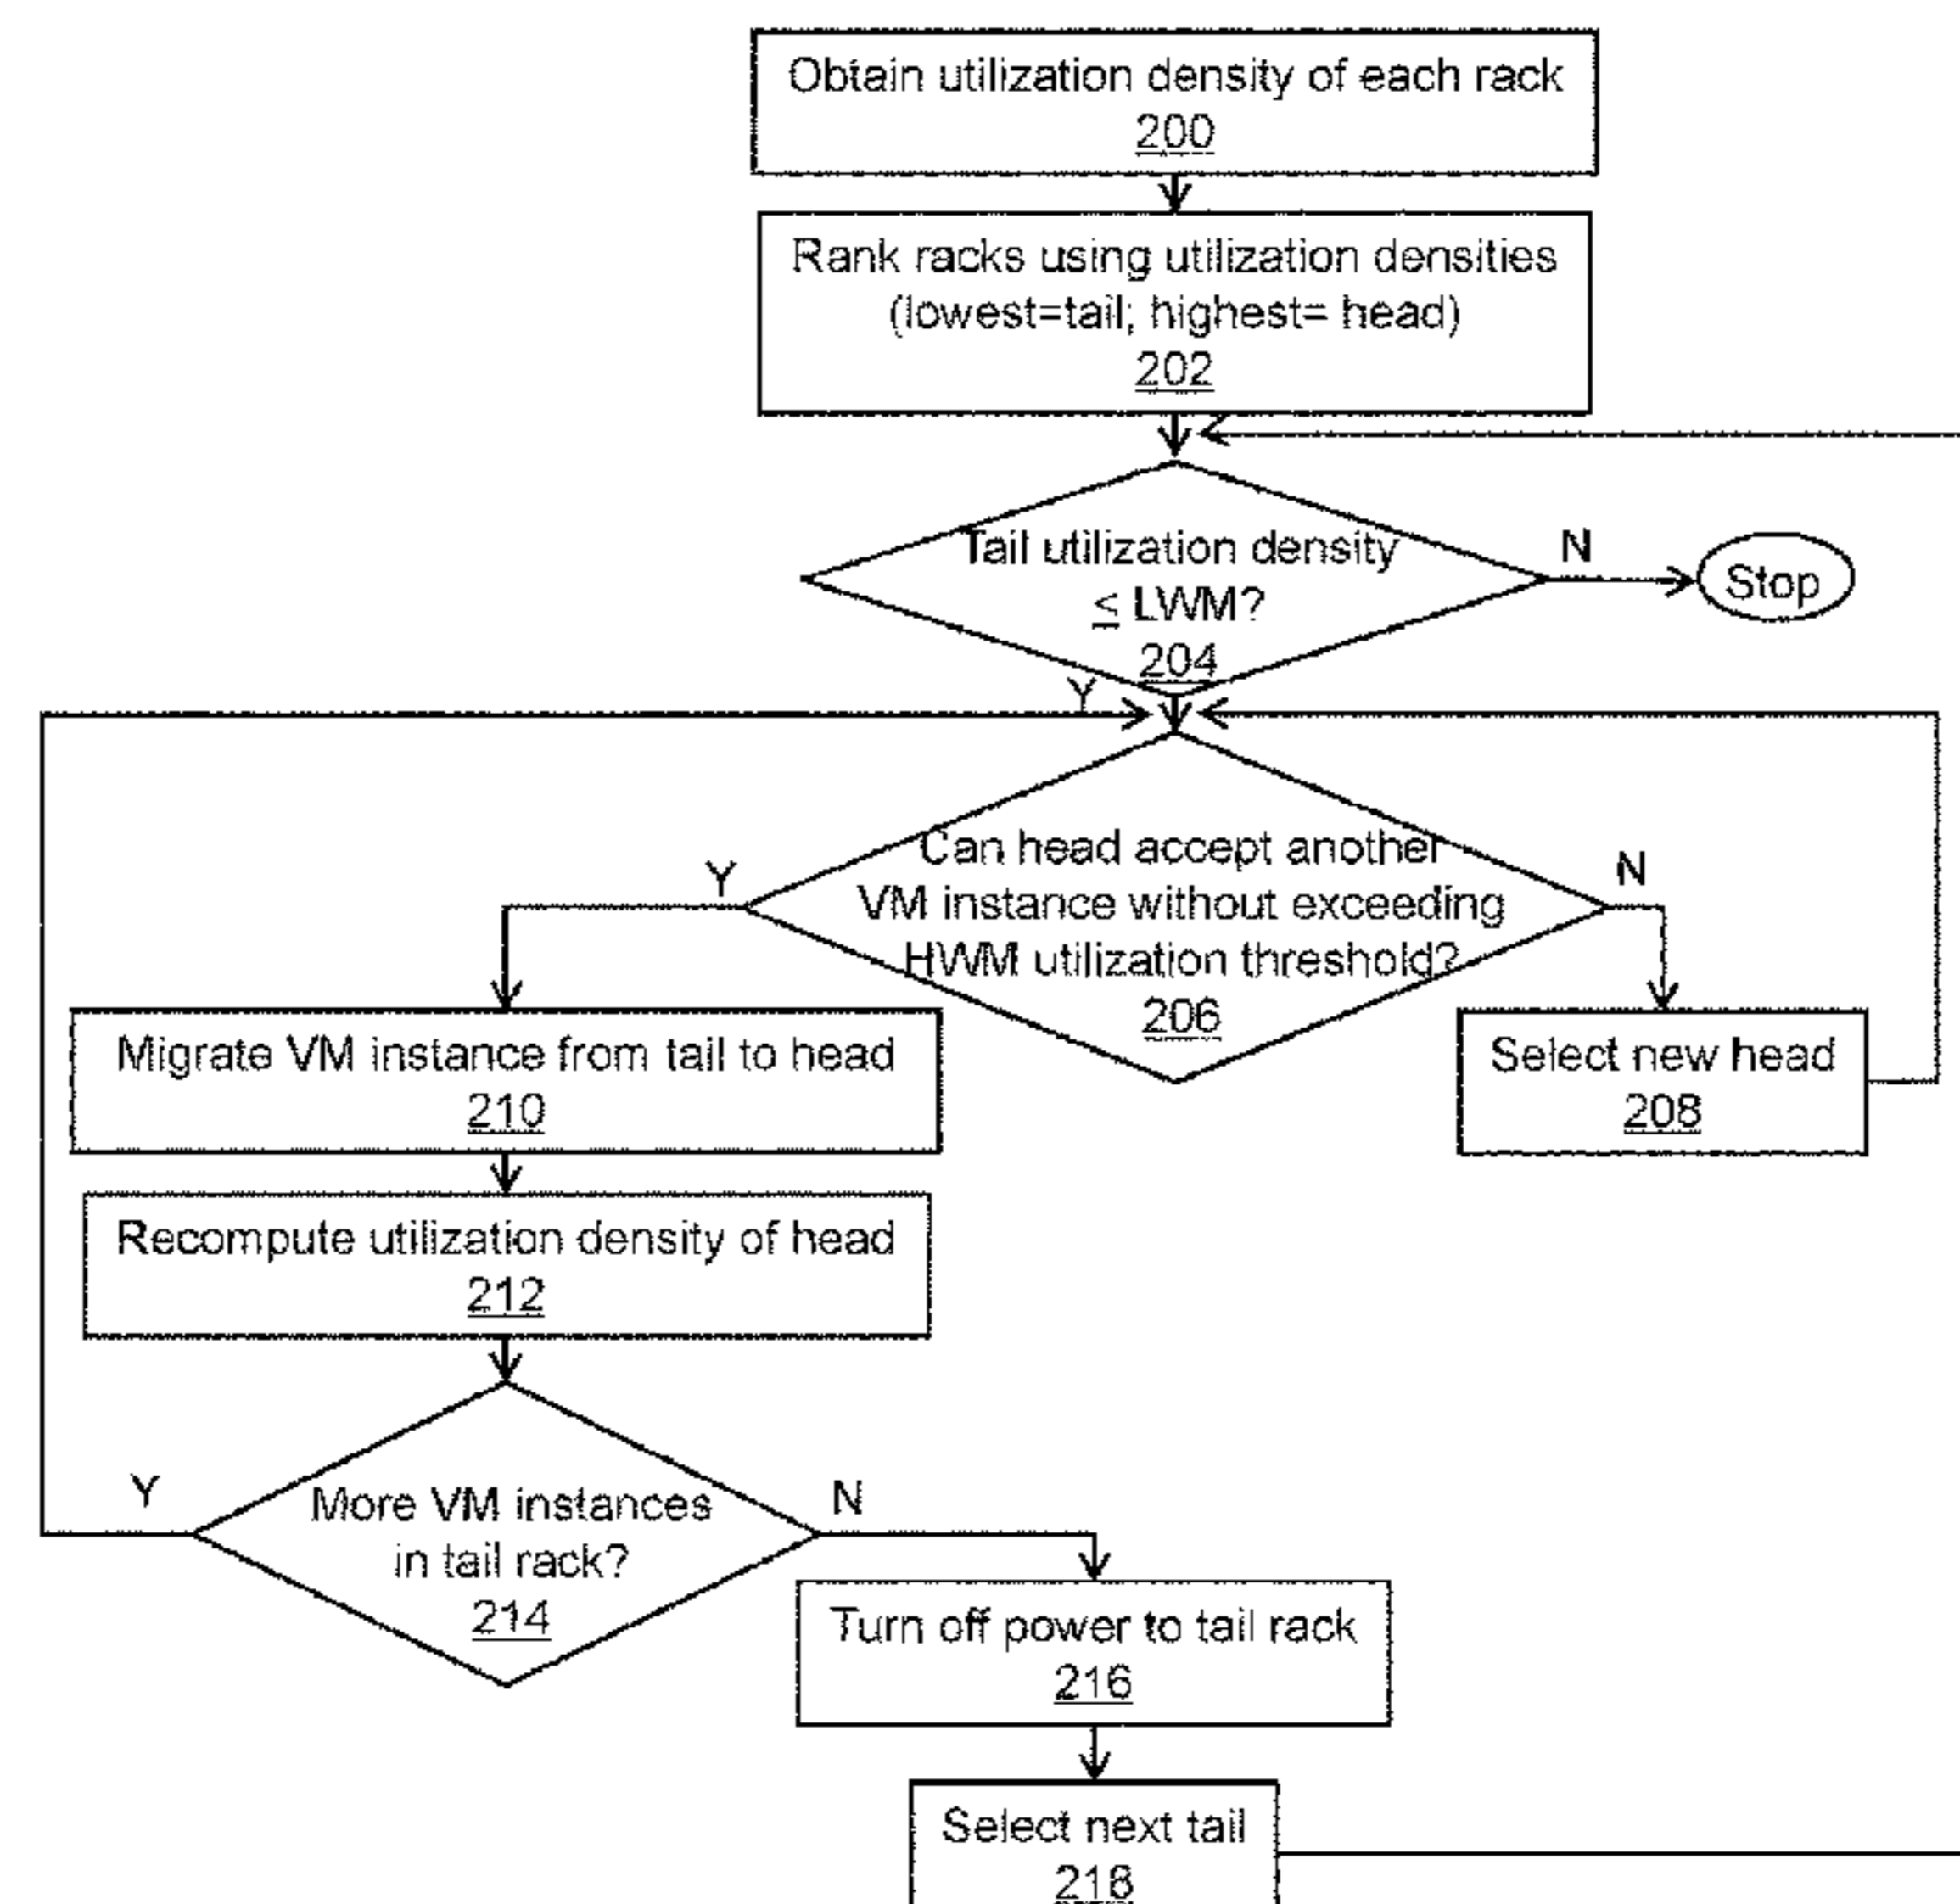 Obtain utilization density of each rack
200
Rank racks using utilization densities
(lowest=tail; highest= head)
202
Tail utilization density
≤ LWM?
204
N
Stop
Y
Can head accept another
VM instance without exceeding
HWM utilization threshold?
206
Y
N
Migrate VM instance from tail to head
210
Select new head
208
Recompute utilization density of head
212
More VM instances
in tail rack?
214
Y
N
Turn off power to tail rack
216
Select next tail
218